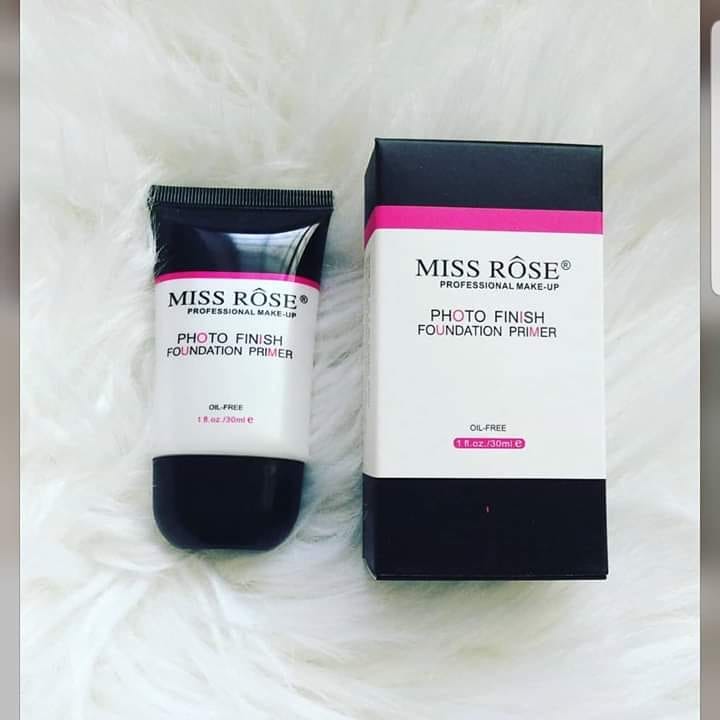 MISS RÔSE®
PROFESSIONAL MAKE-UP
PHOTO FINISH
FOUNDATION PRIMER
OIL-FREE
1 fl.oz./30ml e
MISS RÔSE®
PROFESSIONAL MAKE-UP
PHOTO FINISH
FOUNDATION PRIMER
OIL-FREE
1 fl.oz./30ml e